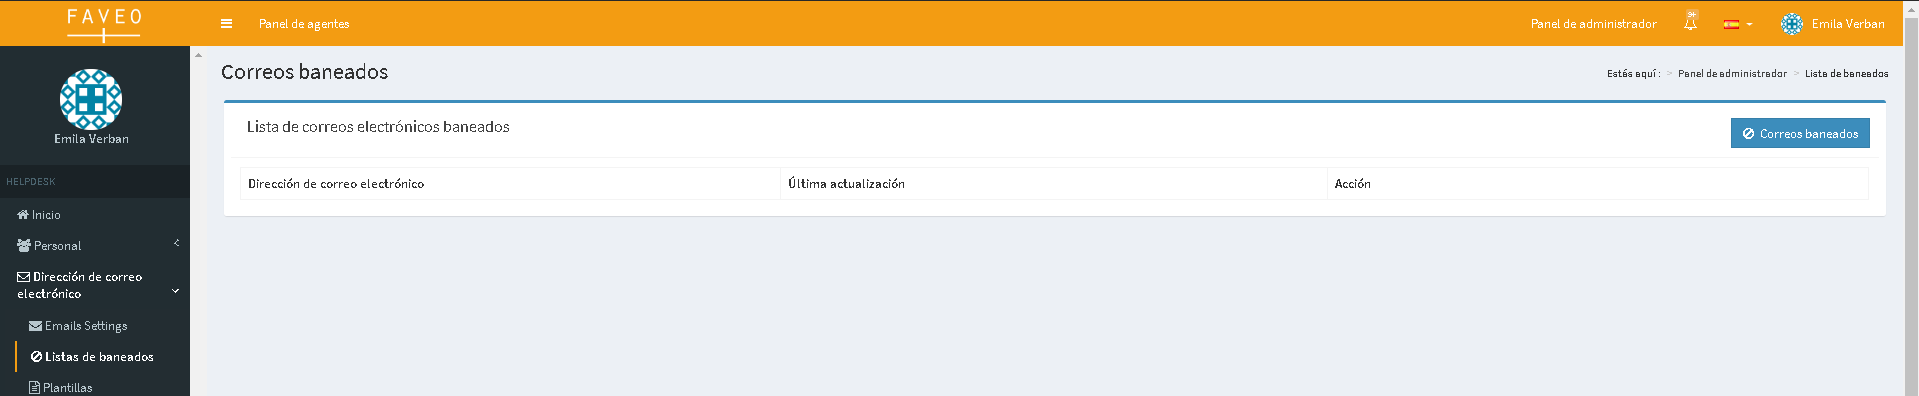 FAVEO
Panel de agentes
Panel de administrador
9+
Emila Verban
Emila Verban
HELPDESK
Inicio
Personal
Dirección de correo
electrónico
Emails Settings
Listas de baneados
Plantillas
Correos baneados
Estás aquí : > Panel de administrador > Lista de baneados
Lista de correos electrónicos baneados
Correos baneados
Dirección de correo electrónico Última actualización Acción